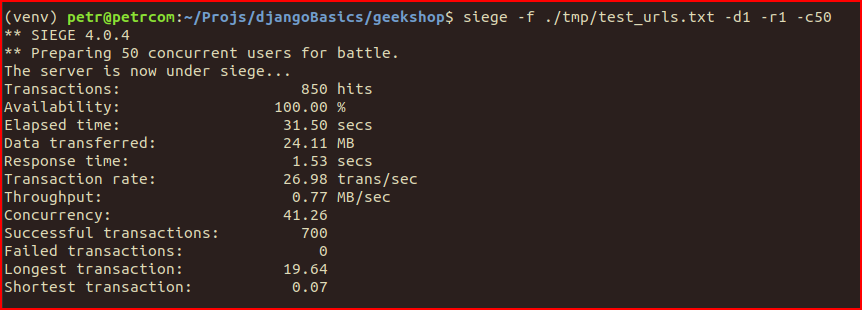 (venv) petr@petrcom:~/Projs/djangoBasics/geekshop$ siege -f ./tmp/test_urls.txt -d1 -r1 -c50
** SIEGE 4.0.4
** Preparing 50 concurrent users for battle.
The server is now under siege...
Transactions: 850 hits
Availability: 100.00 %
Elapsed time: 31.50 secs
Data transferred: 24.11 MB
Response time: 1.53 secs
Transaction rate: 26.98 trans/sec
Throughput: 0.77 MB/sec
Concurrency: 41.26
Successful transactions: 700
Failed transactions: 0
Longest transaction: 19.64
Shortest transaction: 0.07